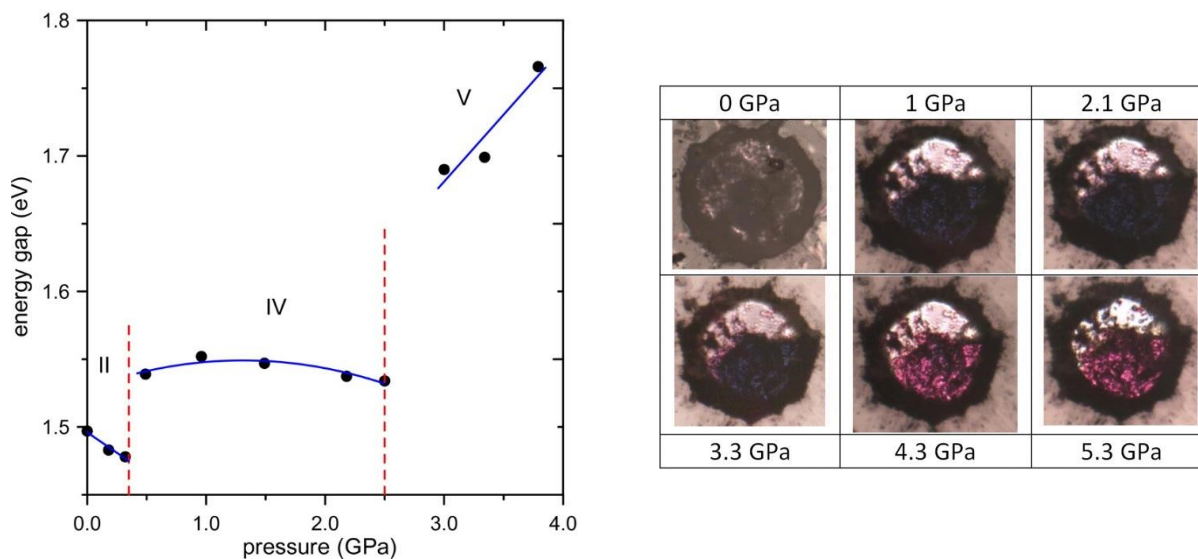 1.8
1.7
1.6
1.5
energy gap (eV)
0.0 1.0 2.0 3.0 4.0
pressure (GPa)
II
IV
V
0 GPa 1 GPa 2.1 GPa
3.3 GPa 4.3 GPa 5.3 GPa